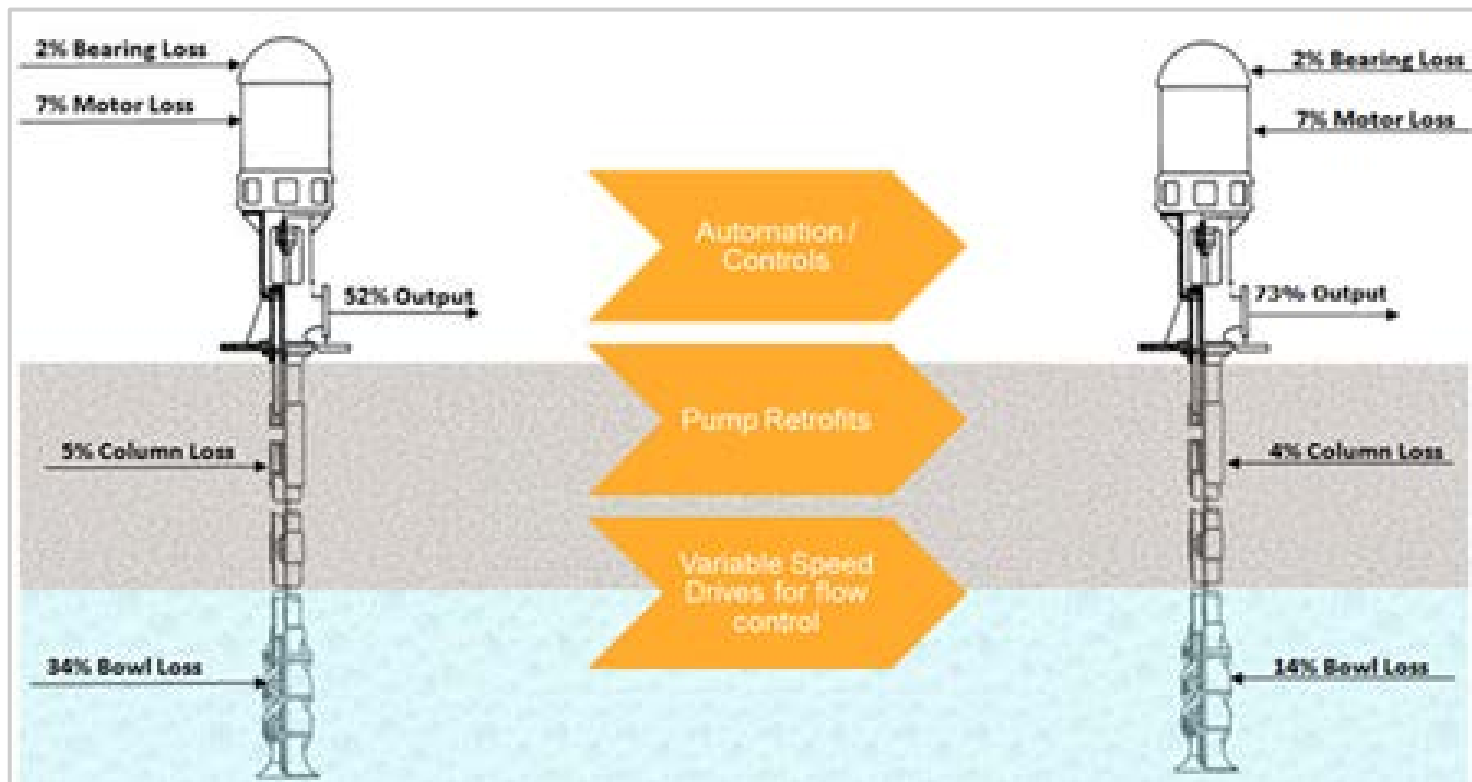 2% Bearing Loss
7% Motor Loss
52% Output
5% Column Loss
34% Bowl Loss
Automation /
Controls
Pump Retrofits
Variable Speed
Drives for flow
control
2% Bearing Loss
7% Motor Loss
73% Output
4% Column Loss
14% Bowl Loss